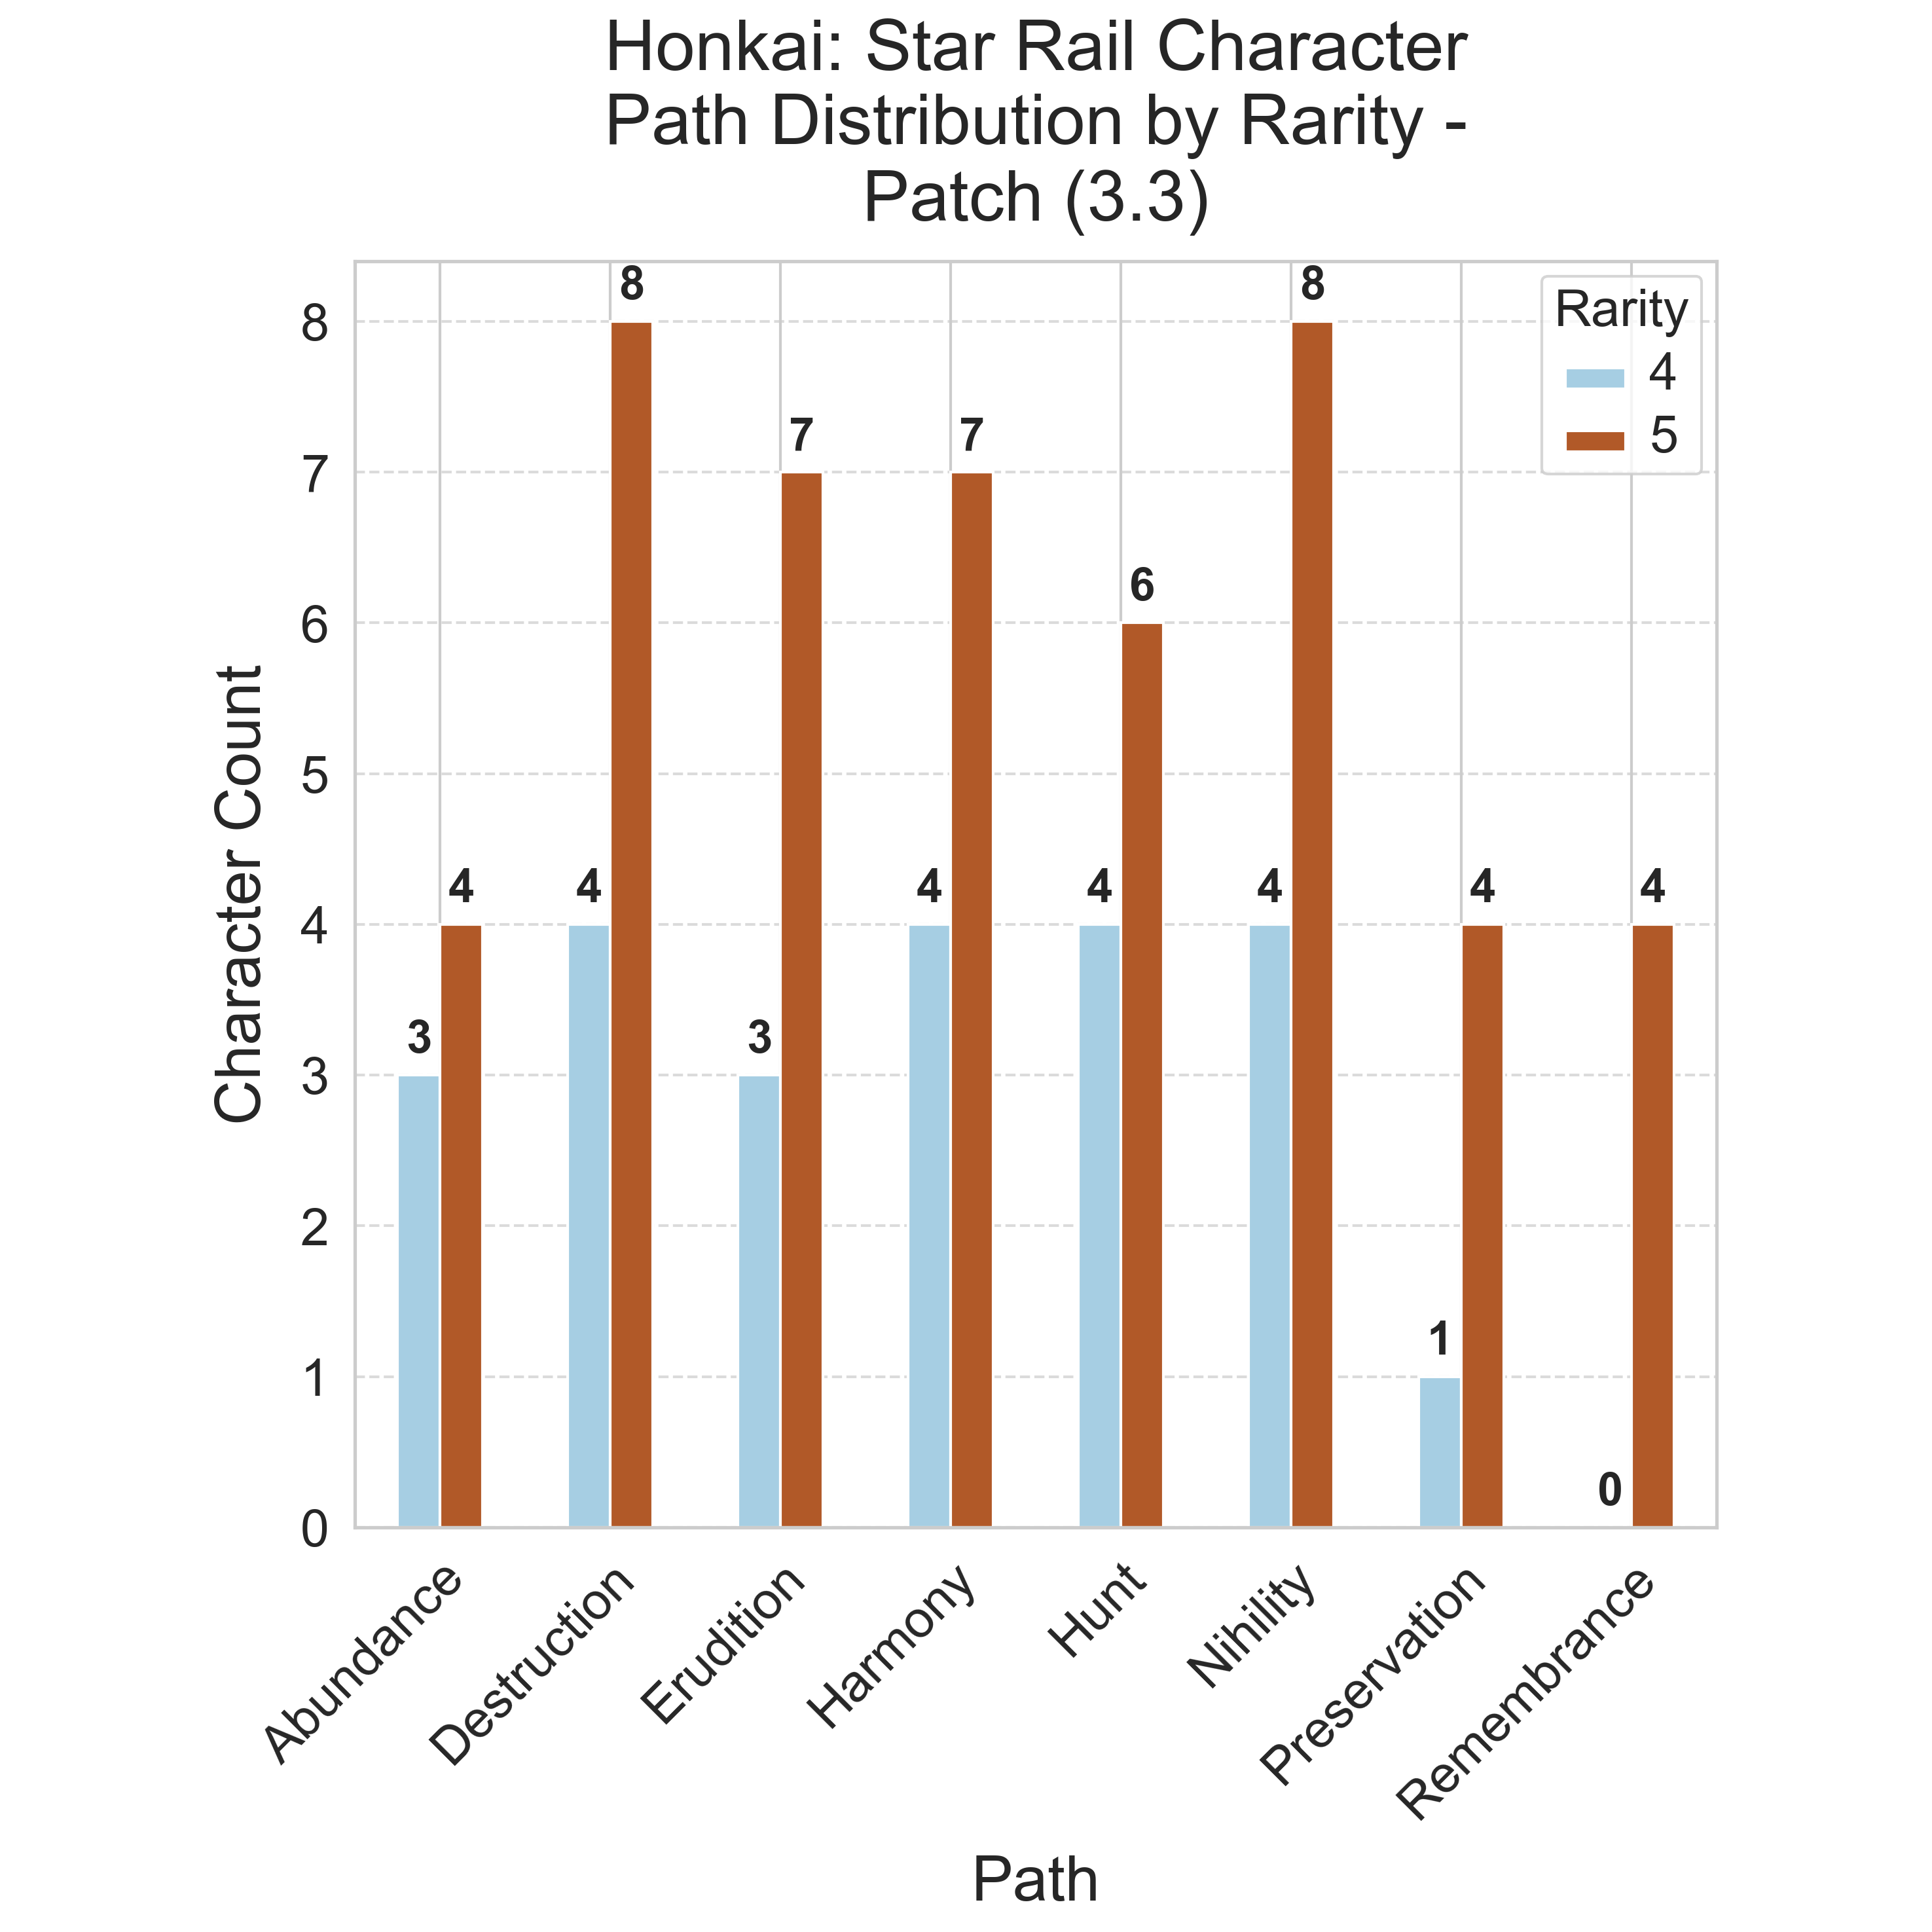 Honkai: Star Rail Character
Path Distribution by Rarity -
Patch (3.3)
Rarity
4
5
Character Count
8
7
6
5
4
3
2
1
0
3
4
4
8
3
7
4
7
4
6
4
8
1
4
0
4
Abundance
Destruction
Erudition
Harmony
Hunt
Nihility
Preservation
Remembrance
Path